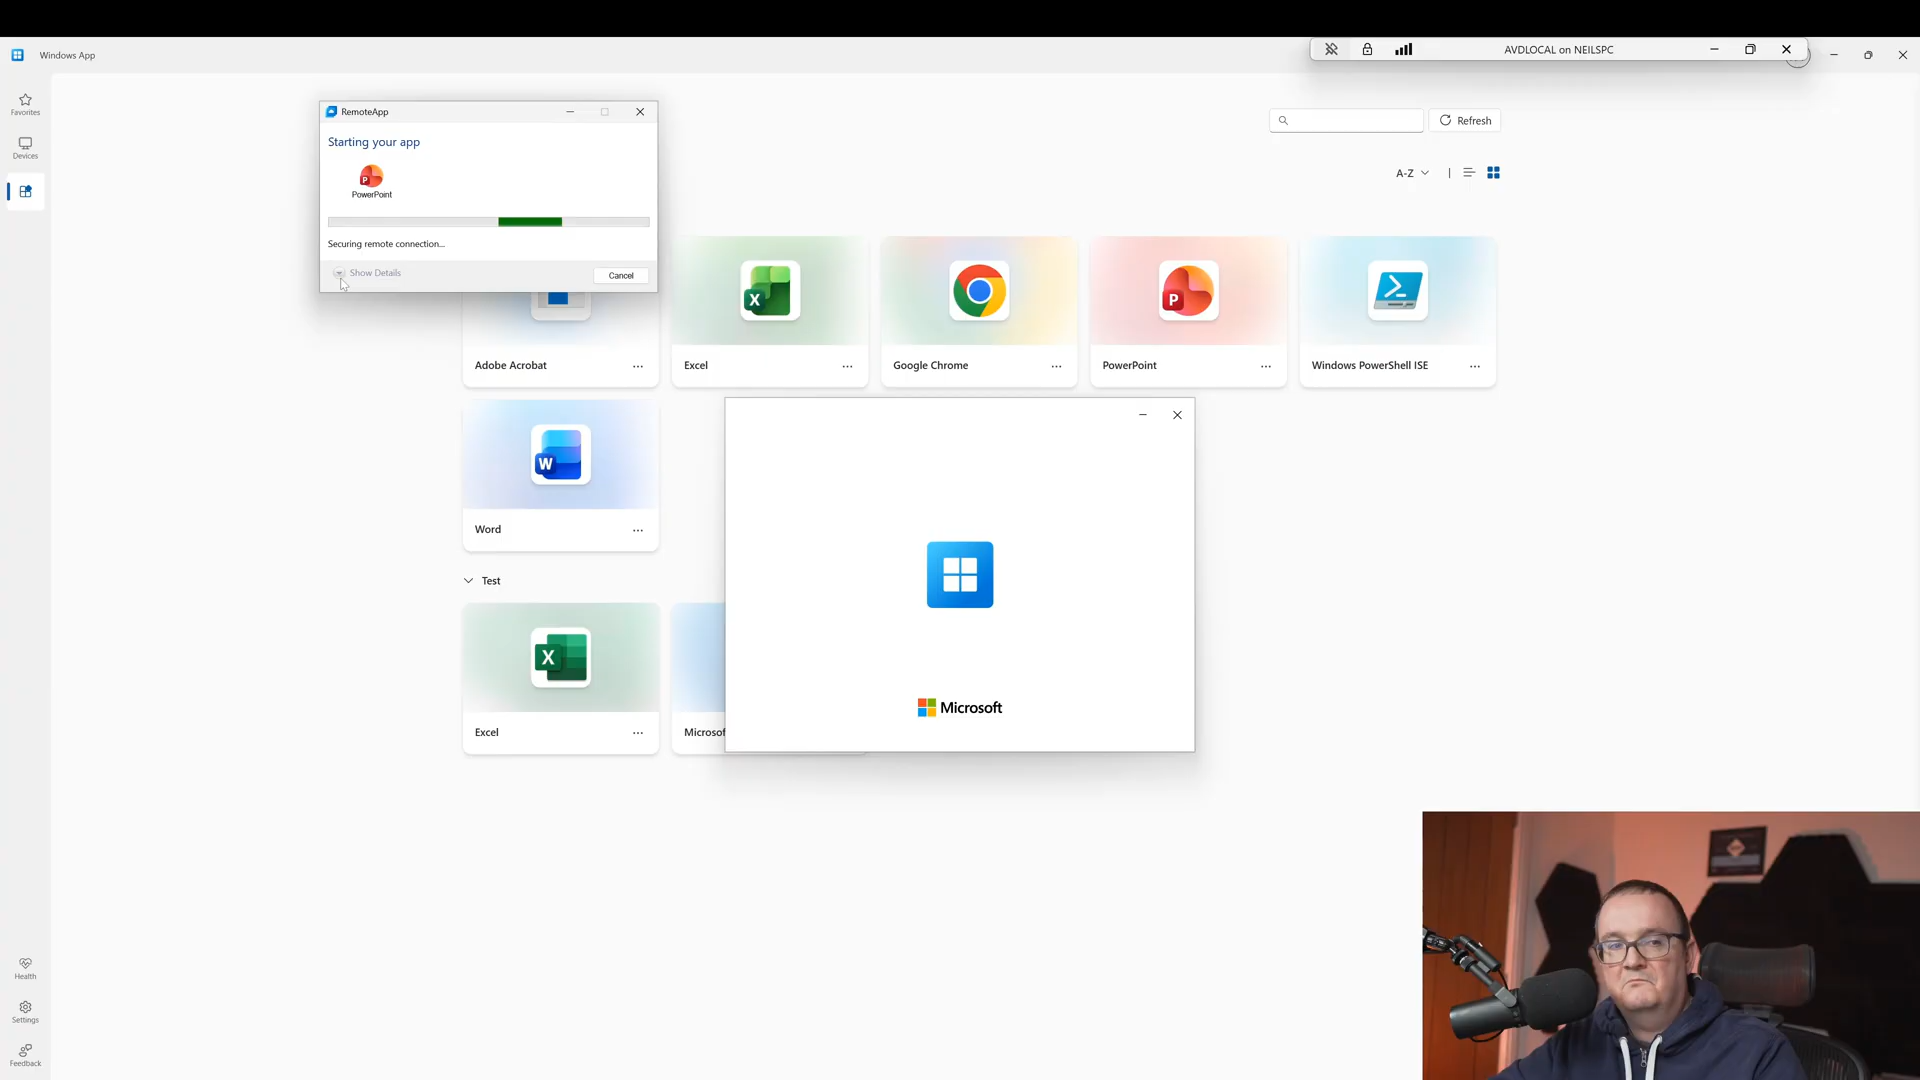 Windows App
AVDLOCAL on NEILSPC
Favorites
Devices
RemoteApp
Starting your app
P
PowerPoint
Securing remote connection...
Show Details
Cancel
Refresh
A-Z
X
P
Adobe Acrobat
Excel
Google Chrome
PowerPoint
Windows PowerShell ISE
W
Word
Test
X
Excel
Microsof
Microsoft
Health
Settings
Feedback